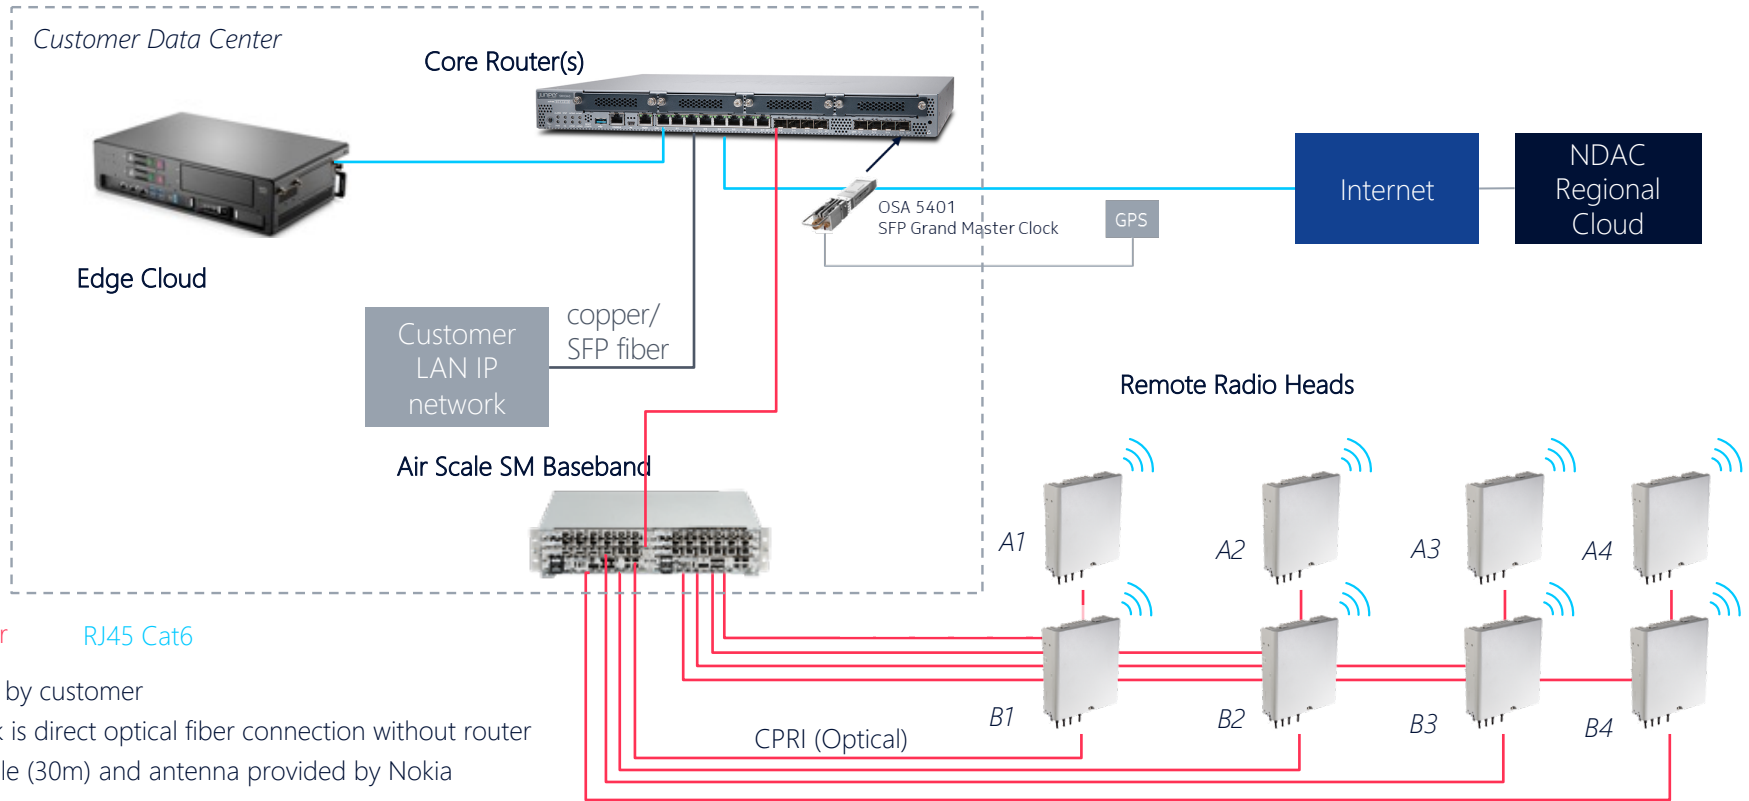 Customer Data Center
Core Router(s)
Edge Cloud
OSA 5401
SFP Grand Master Clock
GPS
Internet
NDAC
Regional
Cloud
Customer
LAN IP
network
copper/
SFP fiber
Air Scale SM Baseband
Remote Radio Heads
A1
A2
A3
A4
B1
B2
B3
B4
CPRI (Optical)
RJ45 Cat6
by customer
is direct optical fiber connection without router
(30m) and antenna provided by Nokia